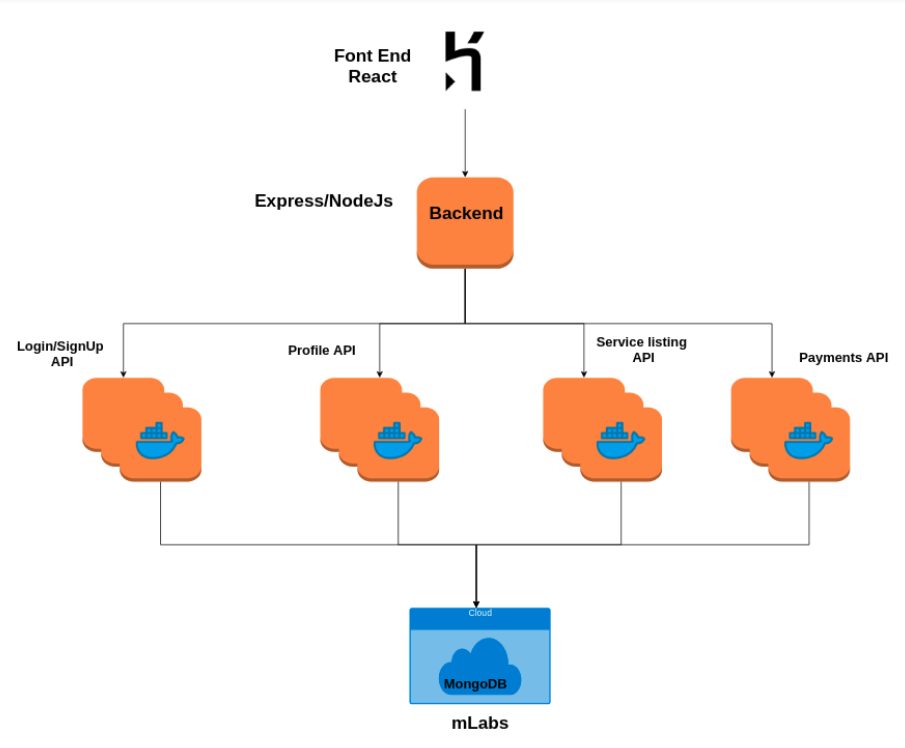 Font End
React
Express/NodeJs
Backend
Login/SignUp
API
Profile API
Service listing
API
Payments API
Cloud
MongoDB
mLabs